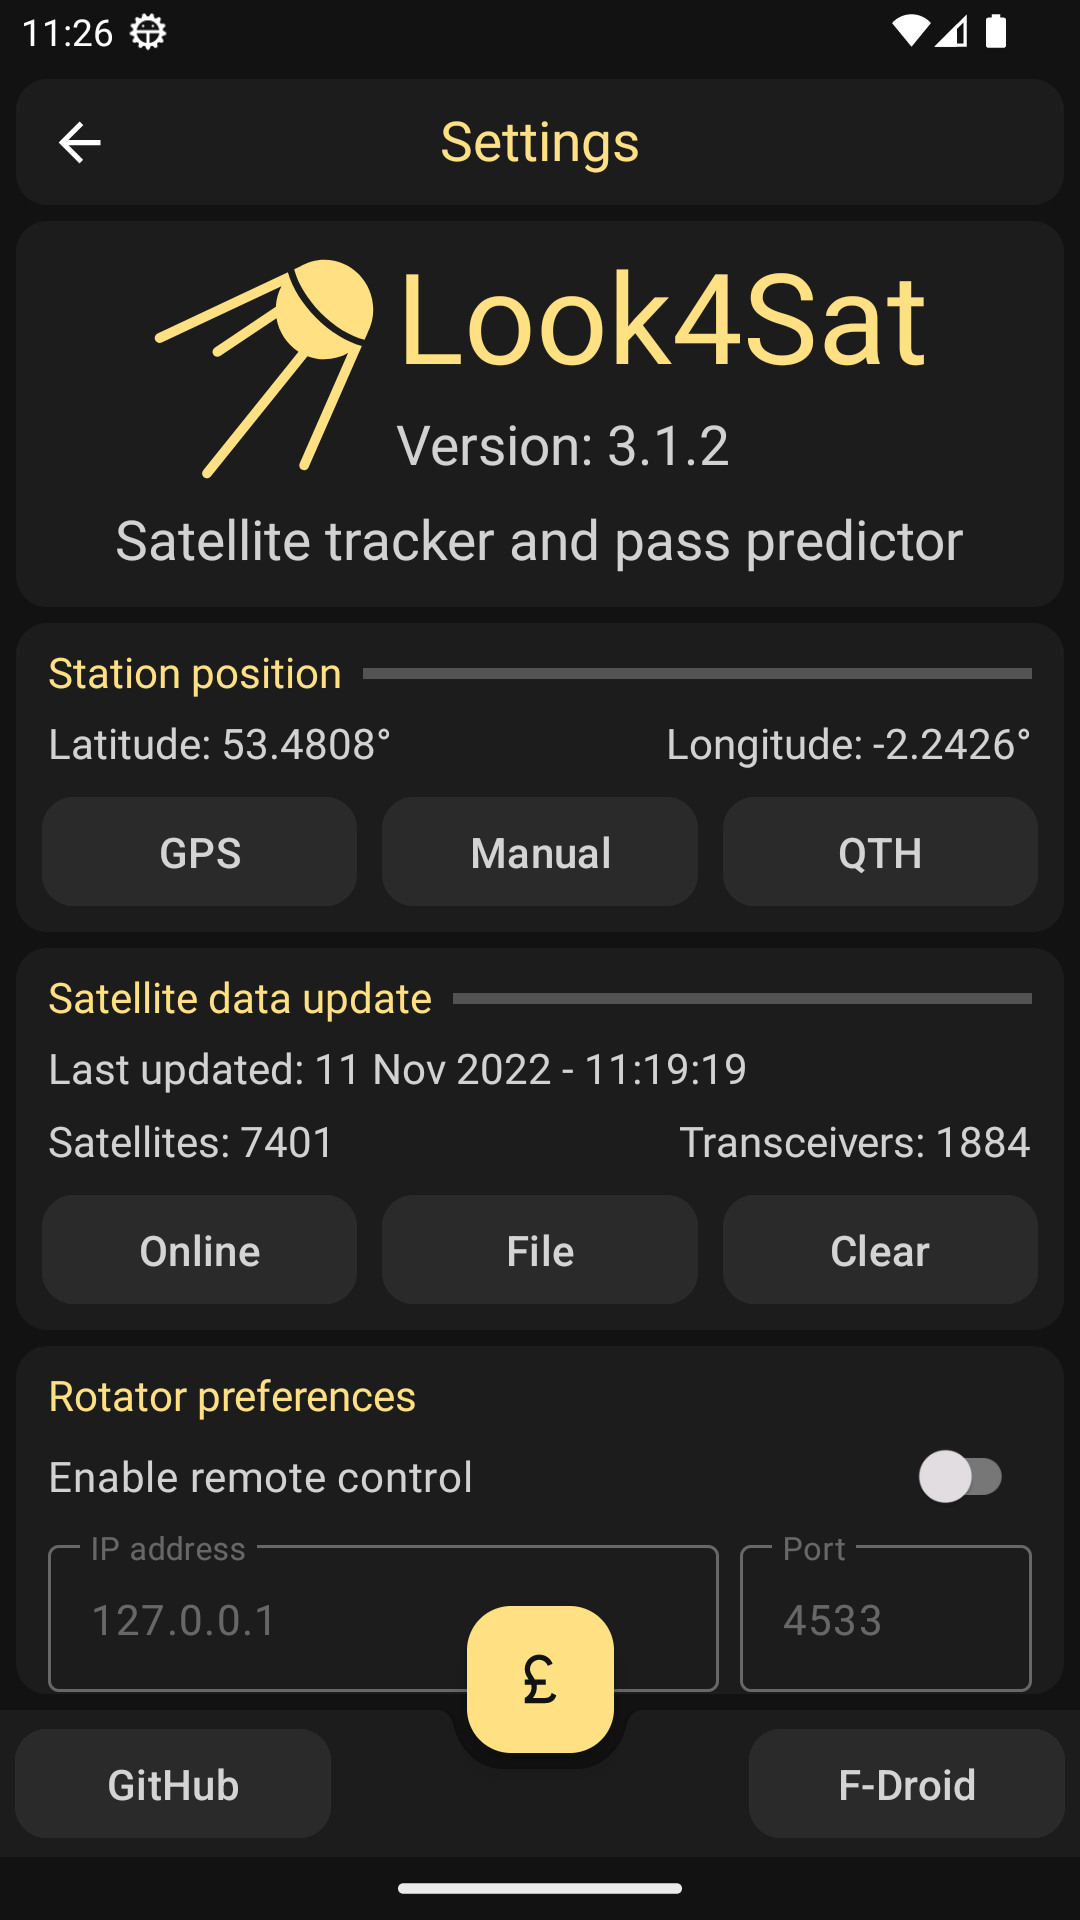 11:26
Settings
Look4Sat
Version: 3.1.2
Satellite tracker and pass predictor
Station position
Latitude: 53.4808° Longitude: -2.2426°
GPS Manual QTH
Satellite data update
Last updated: 11 Nov 2022 - 11:19:19
Satellites: 7401 Transceivers: 1884
Online File Clear
Rotator preferences
Enable remote control
IP address Port
127.0.0.1 4533
£
GitHub F-Droid